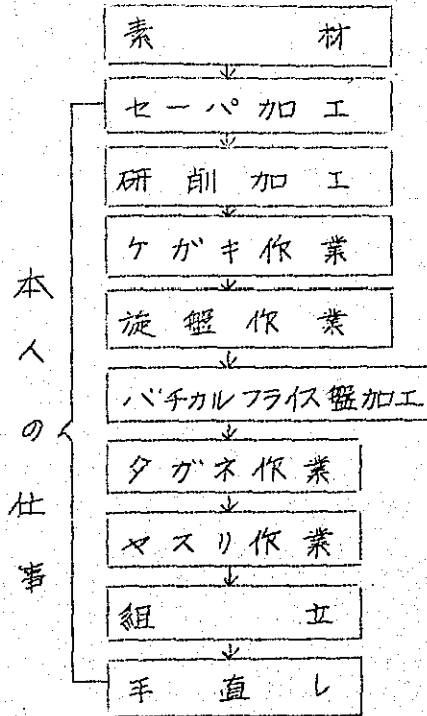 素材
セーパ加工
研削加工
ケガキ作業
旋盤作業
バチカルフライス盤加工
タガネ作業
ヤスリ作業
組立
手直し
本人の仕事